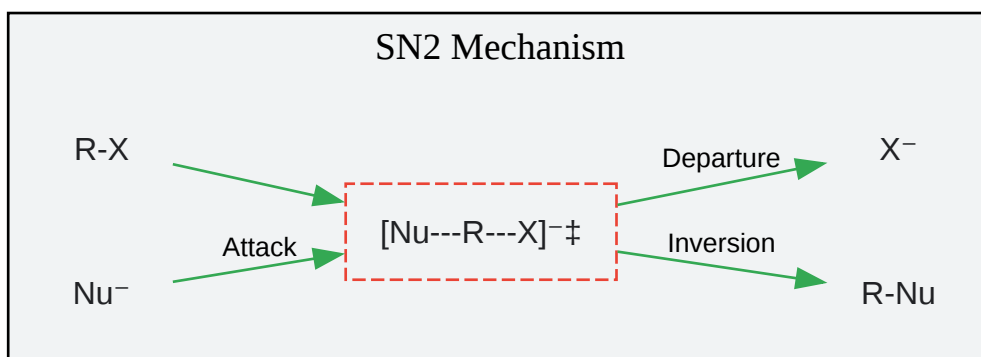 SN2 Mechanism
R-X
Departure
X⁻
[Nu---R---X]⁻‡
Attack
Inversion
Nu⁻
R-Nu